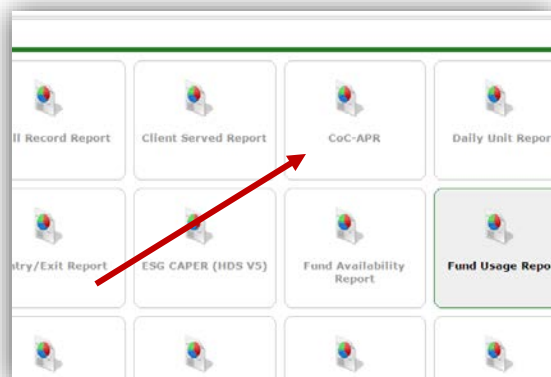 ll Record Report
Client Served Report
CoC-APR
Daily Unit Repor
ntry/Exit Report
ESG CAPER (HDS V5)
Fund Availability
Report
Fund Usage Repo